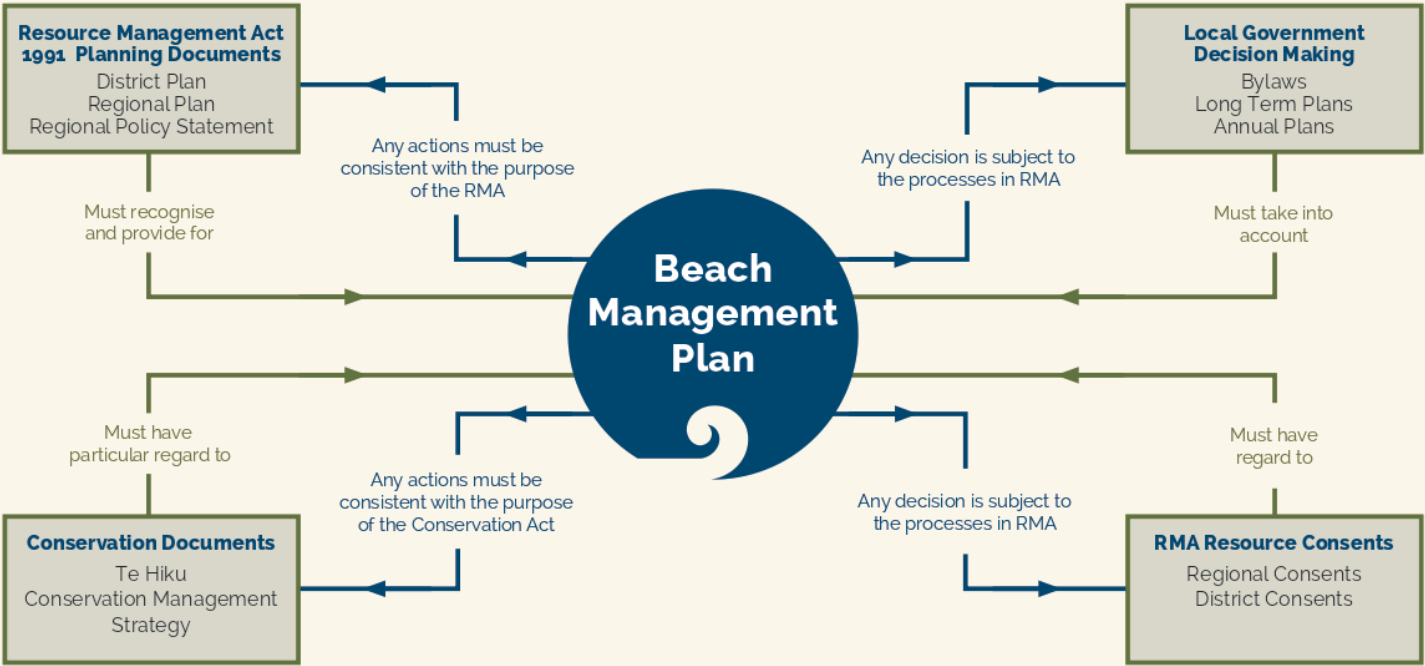 Resource Management Act
1991 Planning Documents
District Plan
Regional Plan
Regional Policy Statement
Local Government
Decision Making
Bylaws
Long Term Plans
Annual Plans
Any actions must be
consistent with the purpose
of the RMA
Any decision is subject to
the processes in RMA
Must recognise
and provide for
Must take into
account
Beach
Management
Plan
Must have
particular regard to
Any actions must be
consistent with the purpose
of the Conservation Act
Any decision is subject to
the processes in RMA
Must have
regard to
Conservation Documents
Te Hiku
Conservation Management
Strategy
RMA Resource Consents
Regional Consents
District Consents